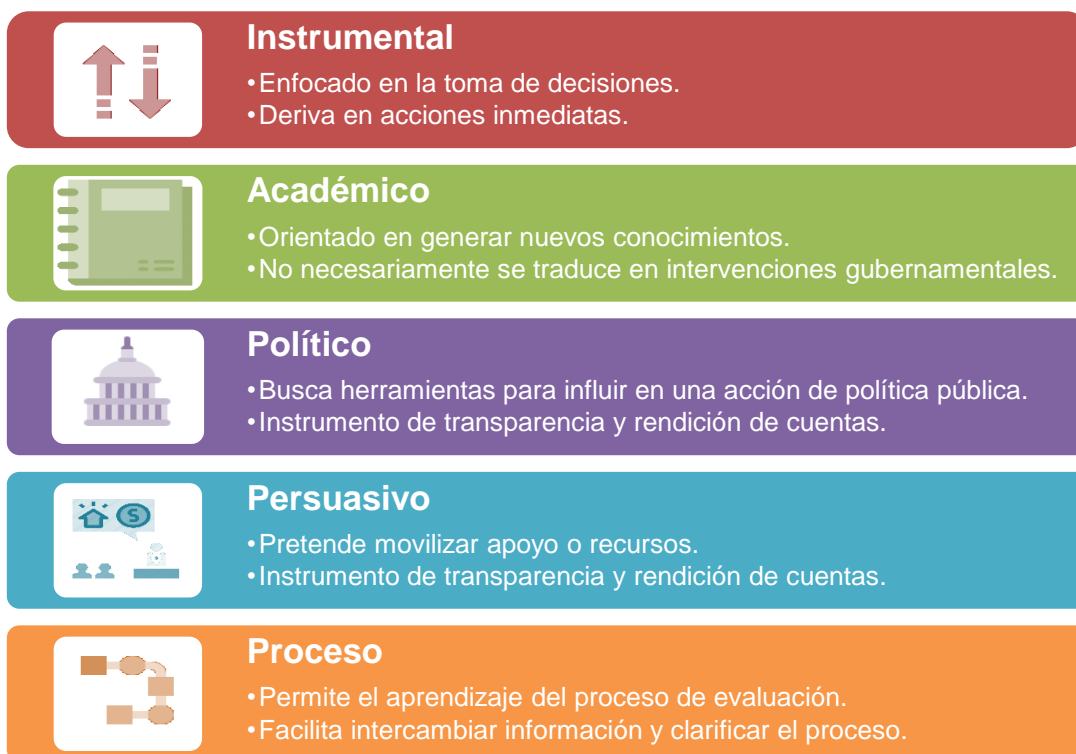 Instrumental
•Enfocado en la toma de decisiones.
•Deriva en acciones inmediatas.
Académico
•Orientado en generar nuevos conocimientos.
•No necesariamente se traduce en intervenciones gubernamentales.
Político
•Busca herramientas para influir en una acción de política pública.
•Instrumento de transparencia y rendición de cuentas.
Persuasivo
S
•Pretende movilizar apoyo o recursos.
•Instrumento de transparencia y rendición de cuentas.
Proceso
•Permite el aprendizaje del proceso de evaluación.
•Facilita intercambiar información y clarificar el proceso.